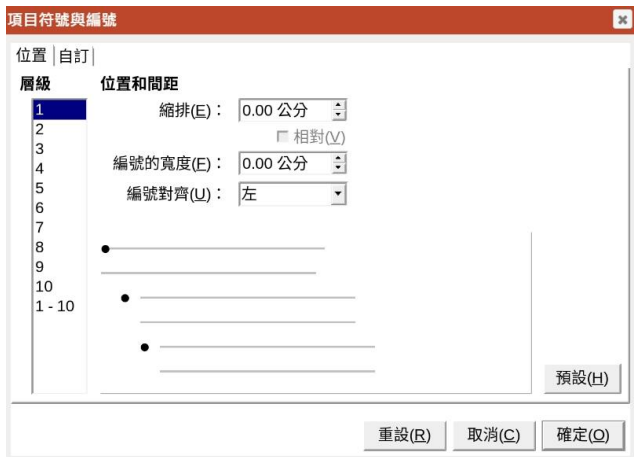 項目符號與編號
位置 自訂
層級 位置和間距
1
2
3
4
5
6
7
8
9
10
1 - 10
縮排(E)： 0.00 公分
相對(V)
編號的寬度(F)： 0.00 公分
編號對齊(U)： 左
預設(H)
重設(R) 取消(C) 確定(O)